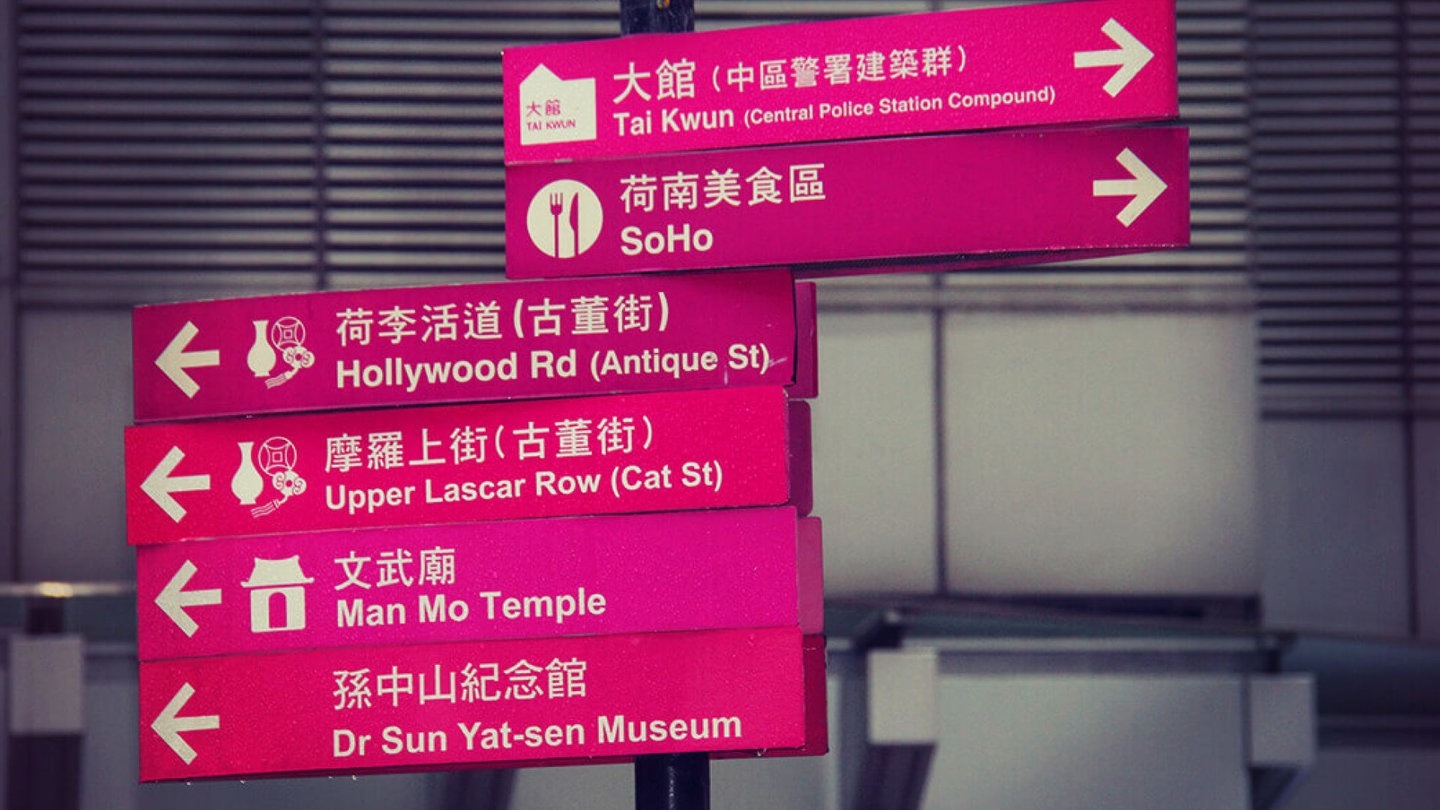 大館
TAI KWUN
大館（中區警署建築群）
Tai Kwun (Central Police Station Compound)
荷南美食區
SoHo
荷李活道(古董街)
Hollywood Rd (Antique St)
摩羅上街(古董街)
Upper Lascar Row (Cat St)
文武廟
Man Mo Temple
孫中山紀念館
Dr Sun Yat-sen Museum